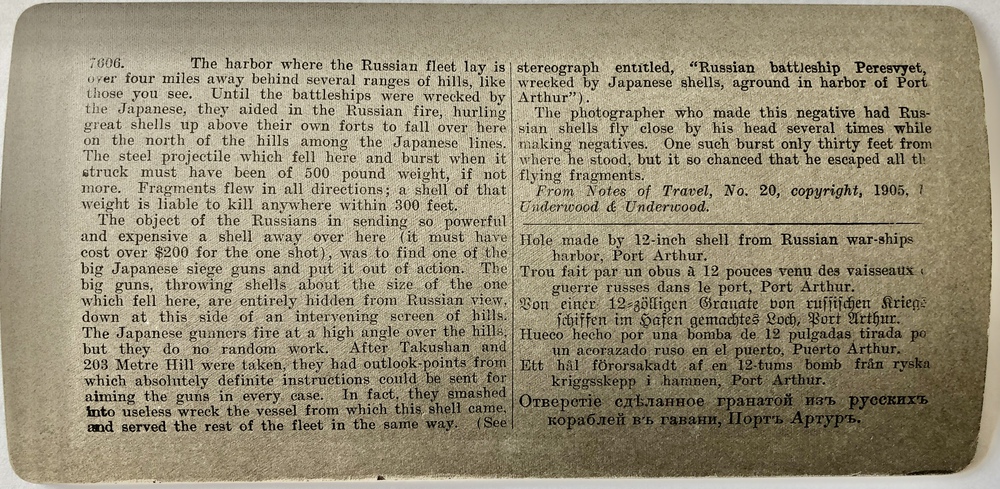 7606. The harbor where the Russian fleet lay is
over four miles away behind several ranges of hills, like
those you see. Until the battleships were wrecked by
the Japanese, they aided in the Russian fire, hurling
great shells up above their own forts to fall over here
on the north of the hills among the Japanese lines.
The steel projectile which fell here and burst when it
struck must have been of 500 pound weight, if not
more. Fragments flew in all directions; a shell of that
weight is liable to kill anywhere within 300 feet.
The object of the Russians in sending so powerful
and expensive a shell away over here (it must have
cost over $200 for the one shot), was to find one of the
big Japanese siege guns and put it out of action. The
big guns, throwing shells about the size of the one
which fell here, are entirely hidden from Russian view,
down at this side of an intervening screen of hills.
The Japanese gunners fire at a high angle over the hills,
but they do no random work. After Takushan and
203 Metre Hill were taken, they had outlook-points from
which absolutely definite instructions could be sent for
aiming the guns in every case. In fact, they smashed
into useless wreck the vessel from which this shell came,
and served the rest of the fleet in the same way. (See
stereograph entitled, "Russian battleship Peresvyet,
wrecked by Japanese shells, aground in harbor of Port
Arthur").
The photographer who made this negative had Rus-
sian shells fly close by his head several times while
making negatives. One such burst only thirty feet from
where he stood, but it so chanced that he escaped all
flying fragments.
From Notes of Travel, No. 20, copyright, 1905,
Underwood & Underwood.
Hole made by 12-inch shell from Russian war-ships
harbor, Port Arthur.
Trou fait par un obus à 12 pouces venu des vaisseaux
guerre russes dans le port, Port Arthur.
Von einer 12-zölligen Granate von russischen Kriegs-
schiffen im Hafen gemachtes Loch, Port Arthur.
Hueco hecho por una bomba de 12 pulgadas tirada po
un acorazado ruso en el puerto, Puerto Arthur.
Ett hål förorsakadt af en 12-tums bomb från ryska
kriggsskepp i hamnen, Port Arthur.
Отверстіе сдѣланное гранатой изъ русскихъ
кораблей въ гавани, Портъ Артуръ.